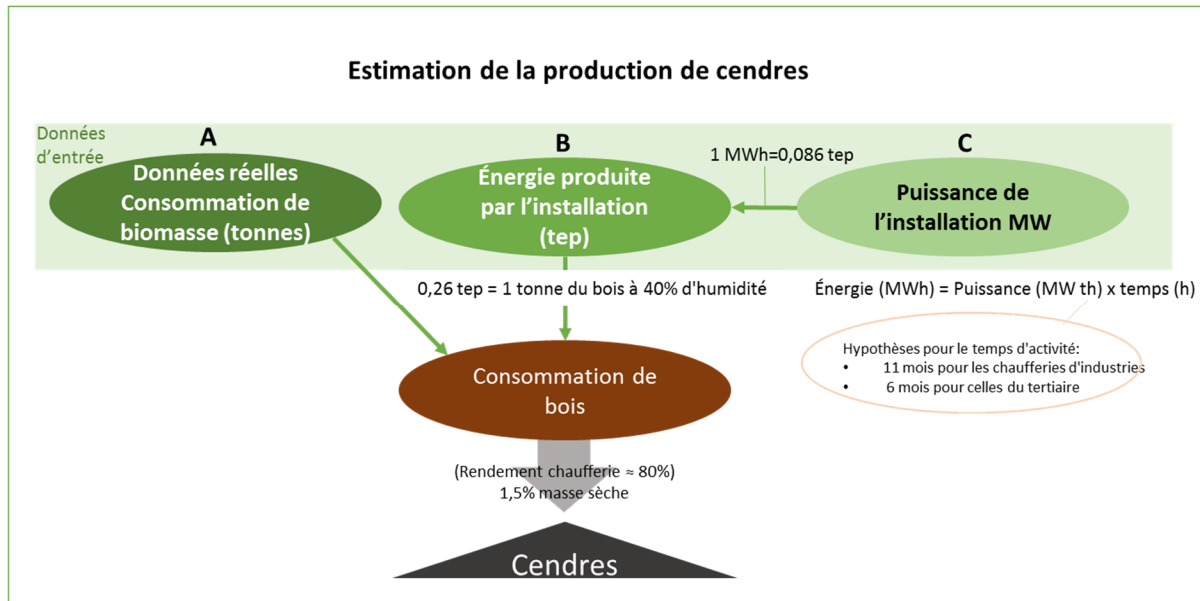 Estimation de la production de cendres
Données
d’entrée
A
Données réelles
Consommation de
biomasse (tonnes)
B
Énergie produite
par l’installation
(tep)
1 MWh=0,086 tep
C
Puissance de
l’installation MW
0,26 tep = 1 tonne du bois à 40% d'humidité
Énergie (MWh) = Puissance (MW th) x temps (h)
Hypothèses pour le temps d'activité:
• 11 mois pour les chaufferies d'industries
• 6 mois pour celles du tertiaire
Consommation de
bois
(Rendement chaufferie ≈ 80%)
1,5% masse sèche
Cendres